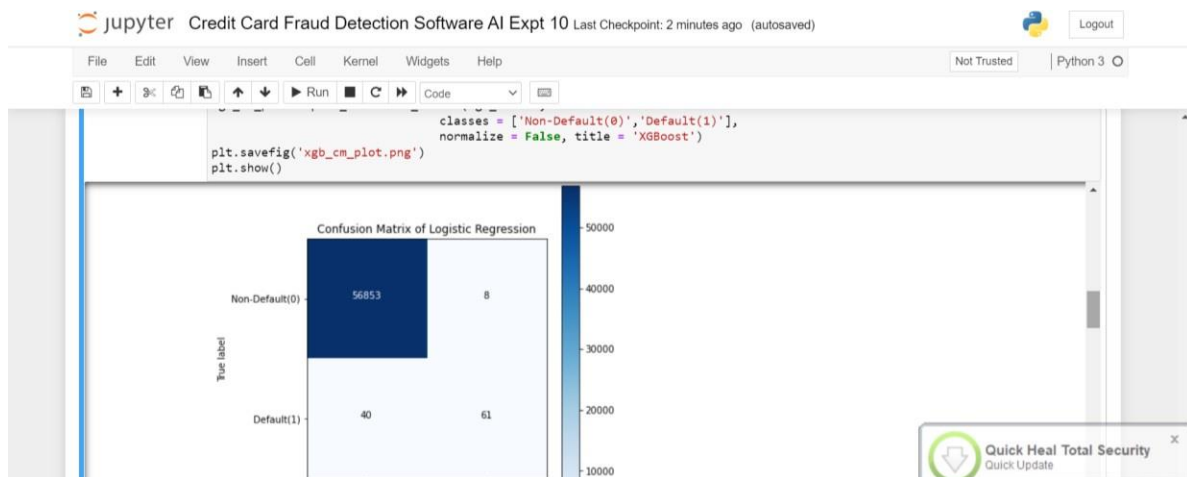 jupyter Credit Card Fraud Detection Software AI Expt 10 Last Checkpoint: 2 minutes ago (autosaved)
Logout
File Edit View Insert Cell Kernel Widgets Help
Not Trusted
Python 3
Run
Code
classes = ['Non-Default(0)','Default(1)'],
normalize = False, title = 'XGBoost')
plt.savefig('xgb_cm_plot.png')
plt.show()
Confusion Matrix of Logistic Regression
50000
Non-Default(0)
56853
8
40000
30000
True label
20000
Default(1)
40
61
10000
Quick Heal Total Security
X
Quick Update